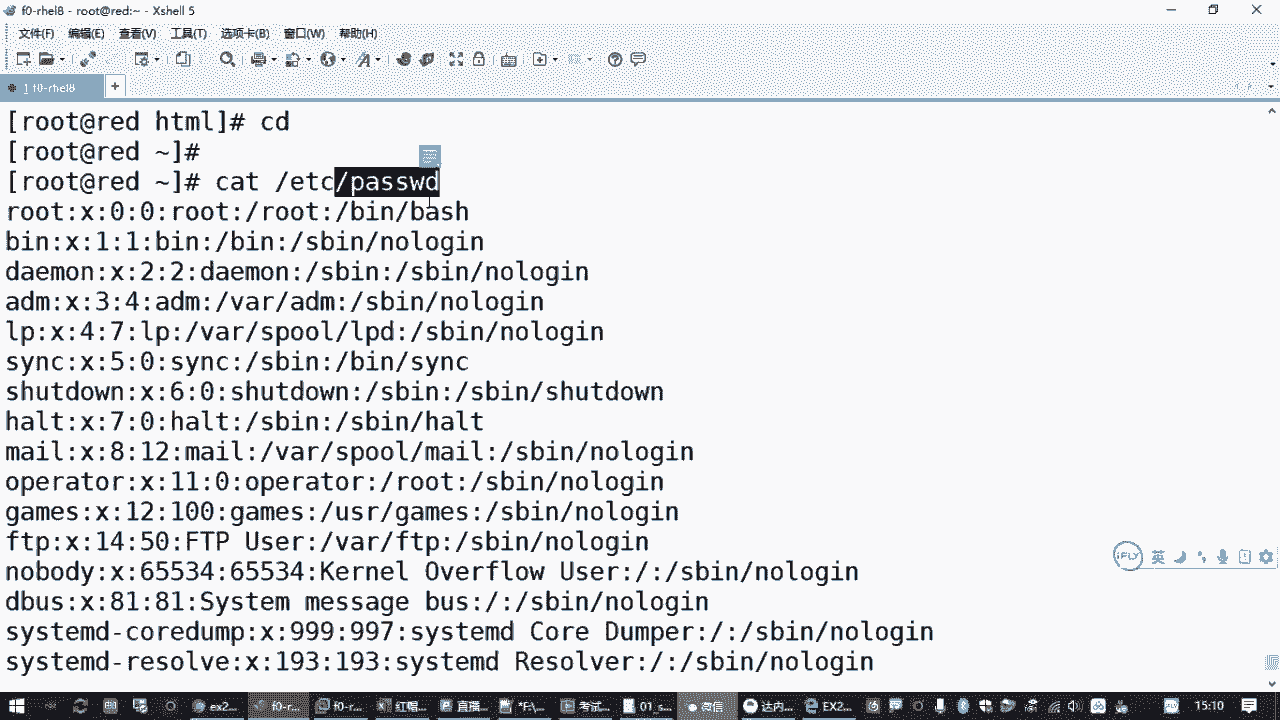 f0-rhel8 - root@red:~ - Xshell 5
文件(F) 编辑(E) 查看(V) 工具(T) 选项卡(B) 窗口(W) 帮助(H)
1 f0-rhel8
[root@red html]# cd
[root@red ~]#
[root@red ~]# cat /etc/passwd
root:x:0:0:root:/root:/bin/bash
bin:x:1:1:bin:/bin:/sbin/nologin
daemon:x:2:2:daemon:/sbin:/sbin/nologin
adm:x:3:4:adm:/var/adm:/sbin/nologin
lp:x:4:7:lp:/var/spool/lpd:/sbin/nologin
sync:x:5:0:sync:/sbin:/bin/sync
shutdown:x:6:0:shutdown:/sbin:/sbin/shutdown
halt:x:7:0:halt:/sbin:/sbin/halt
mail:x:8:12:mail:/var/spool/mail:/sbin/nologin
operator:x:11:0:operator:/root:/sbin/nologin
games:x:12:100:games:/usr/games:/sbin/nologin
ftp:x:14:50:FTP User:/var/ftp:/sbin/nologin
nobody:x:65534:65534:Kernel Overflow User:/:/sbin/nologin
iFLY 英
dbus:x:81:81:System message bus:/:/sbin/nologin
systemd-coredump:x:999:997:systemd Core Dumper:/:/sbin/nologin
systemd-resolve:x:193:193:systemd Resolver:/:/sbin/nologin
ex2... f0-r... f0-r... 红帽... 直播... *F:\... 考试... 01_s... 微信 达内... EX2... 15:10